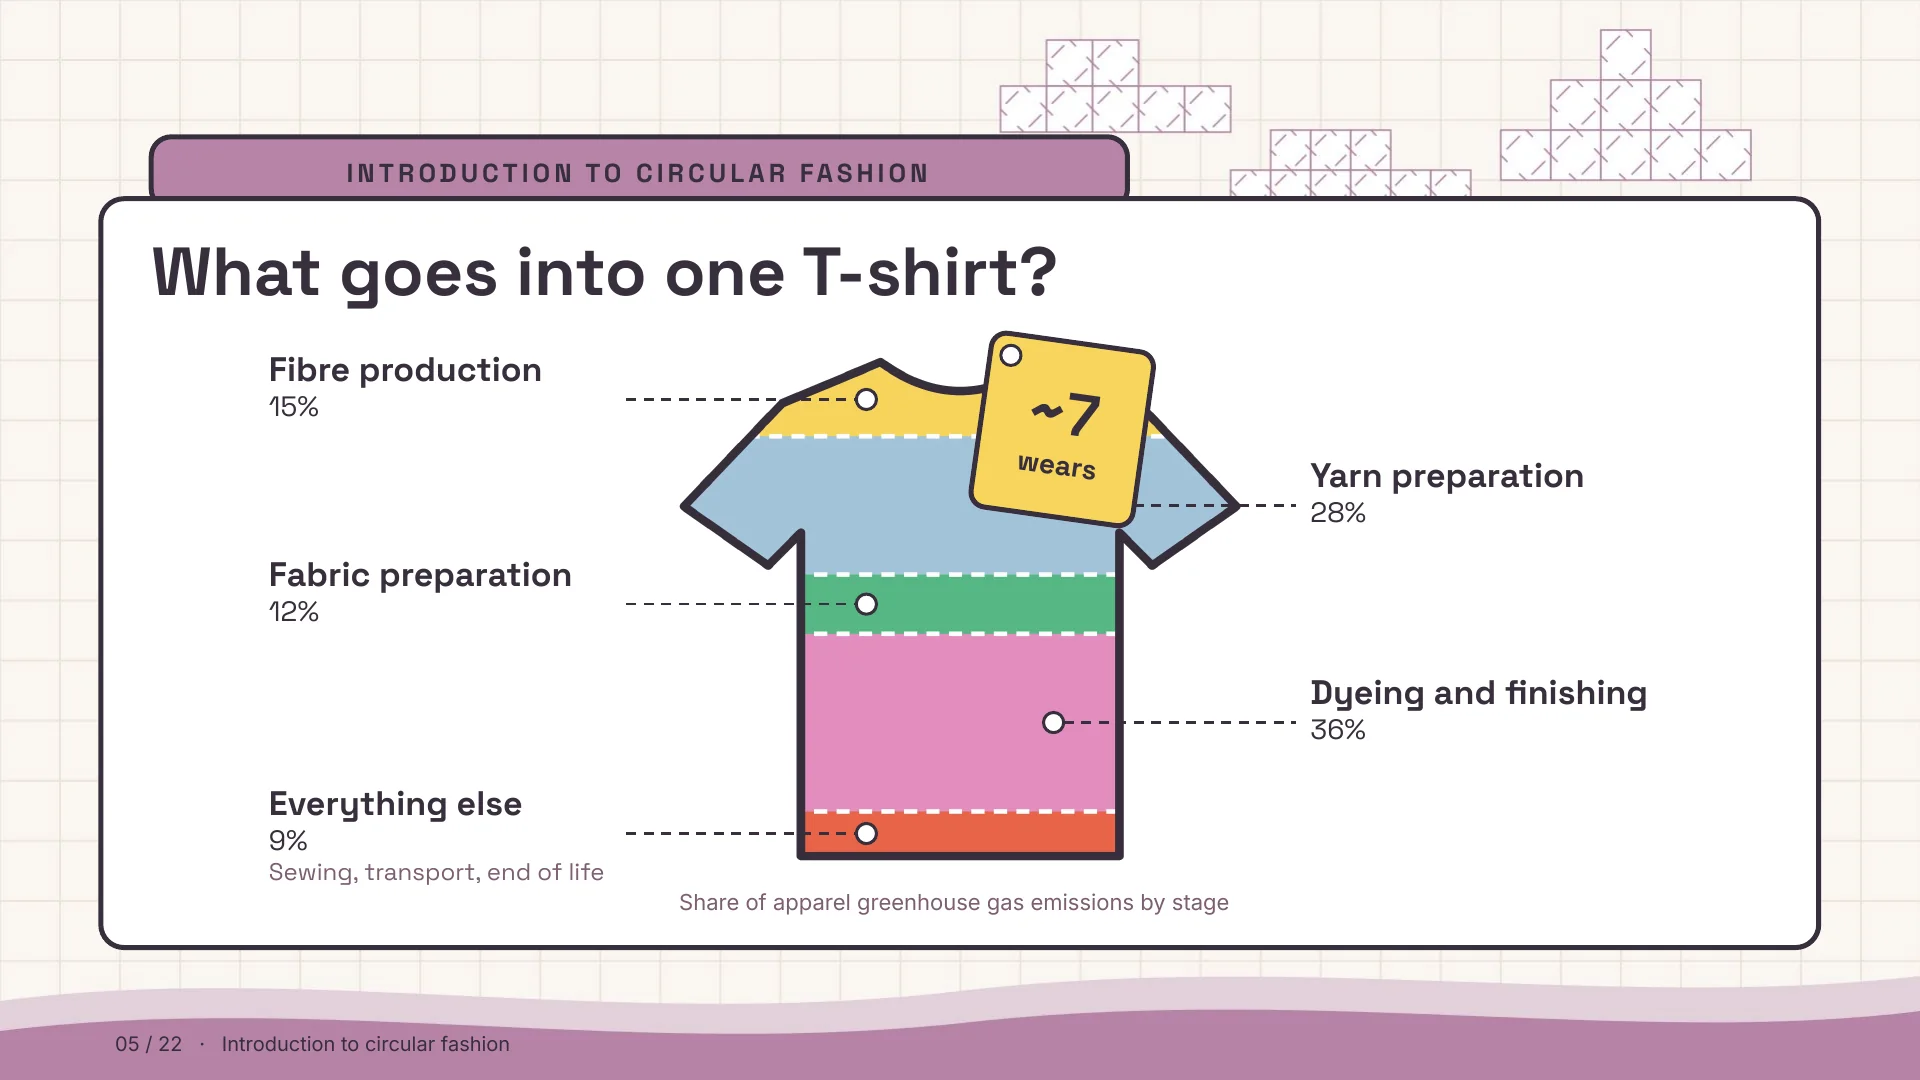 INTRODUCTION TO CIRCULAR FASHION
What goes into one T-shirt?
Fibre production
15%
~7
wears
Yarn preparation
28%
Fabric preparation
12%
Dyeing and finishing
36%
Everything else
9%
Sewing, transport, end of life
Share of apparel greenhouse gas emissions by stage
05 / 22 · Introduction to circular fashion